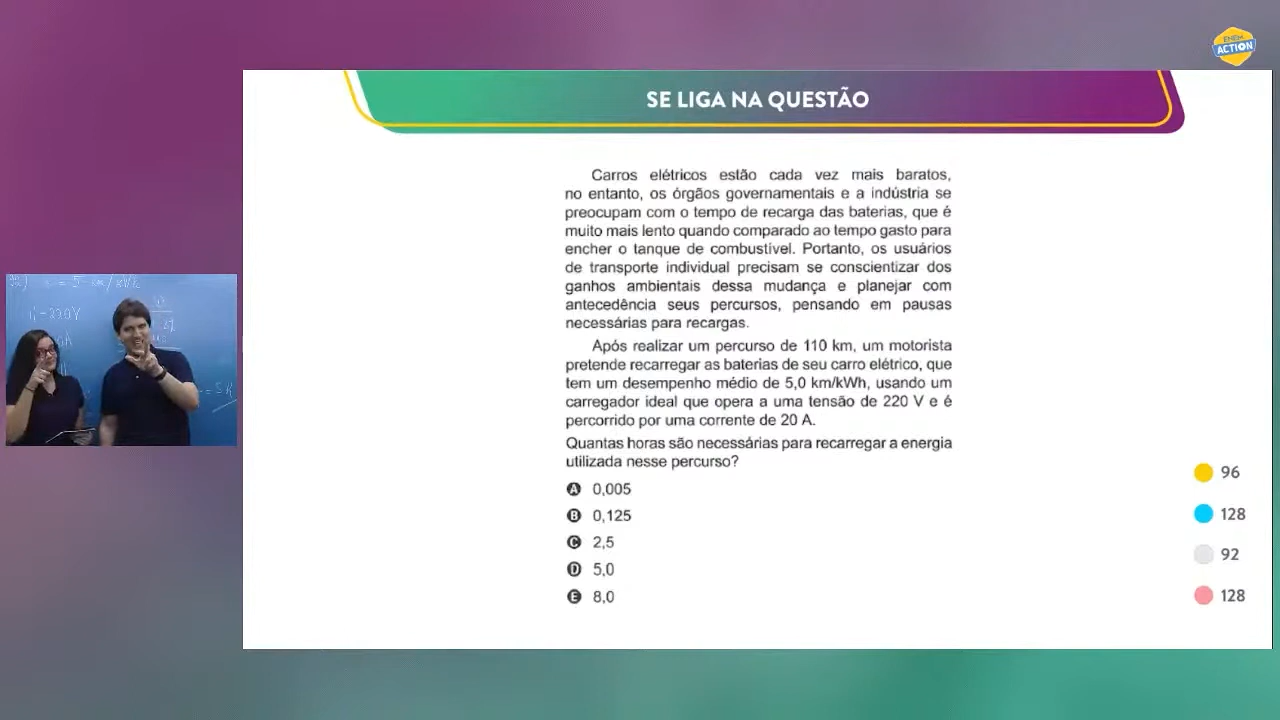 ENEM
ACTION
SE LIGA NA QUESTÃO
Carros elétricos estão cada vez mais baratos,
no entanto, os órgãos governamentais e a indústria se
preocupam com o tempo de recarga das baterias, que é
muito mais lento quando comparado ao tempo gasto para
encher o tanque de combustível. Portanto, os usuários
de transporte individual precisam se conscientizar dos
ganhos ambientais dessa mudança e planejar com
antecedência seus percursos, pensando em pausas
necessárias para recargas.
Após realizar um percurso de 110 km, um motorista
pretende recarregar as baterias de seu carro elétrico, que
tem um desempenho médio de 5,0 km/kWh, usando um
carregador ideal que opera a uma tensão de 220 V e é
percorrido por uma corrente de 20 A.
Quantas horas são necessárias para recarregar a energia
utilizada nesse percurso?
A 0,005
B 0,125
C 2,5
D 5,0
E 8,0
96
128
92
128